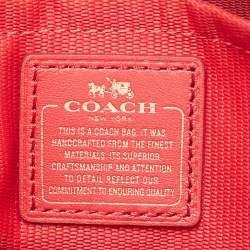 COACH
NEW YORK
THIS IS A COACH BAG. IT WAS
HANDCRAFTED FROM THE FINEST
MATERIALS. ITS SUPERIOR
CRAFTSMANSHIP AND ATTENTION
TO DETAIL REFLECT OUR
COMMITMENT TO ENDURING QUALITY.